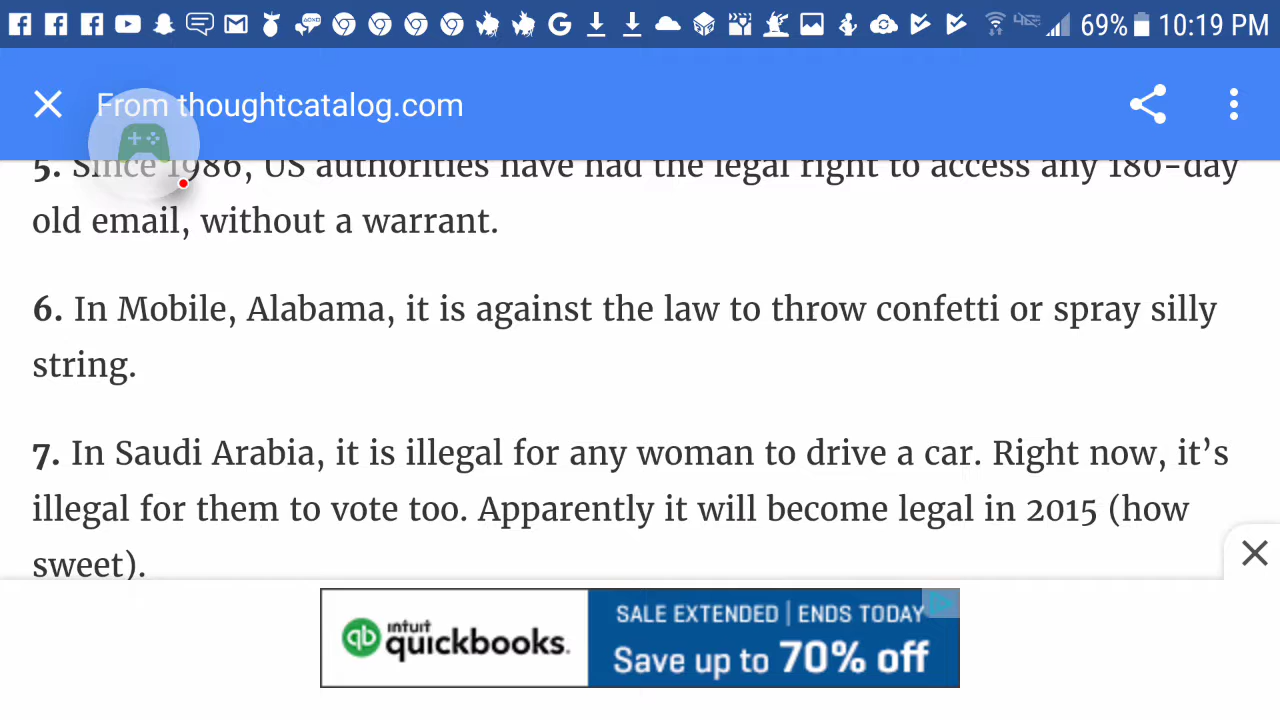 69% 10:19 PM
From thoughtcatalog.com
5. Since 1986, US authorities have had the legal right to access any 180-day
old email, without a warrant.
6. In Mobile, Alabama, it is against the law to throw confetti or spray silly
string.
7. In Saudi Arabia, it is illegal for any woman to drive a car. Right now, it’s
illegal for them to vote too. Apparently it will become legal in 2015 (how
sweet).
intuit
quickbooks.
SALE EXTENDED | ENDS TODAY
Save up to 70% off